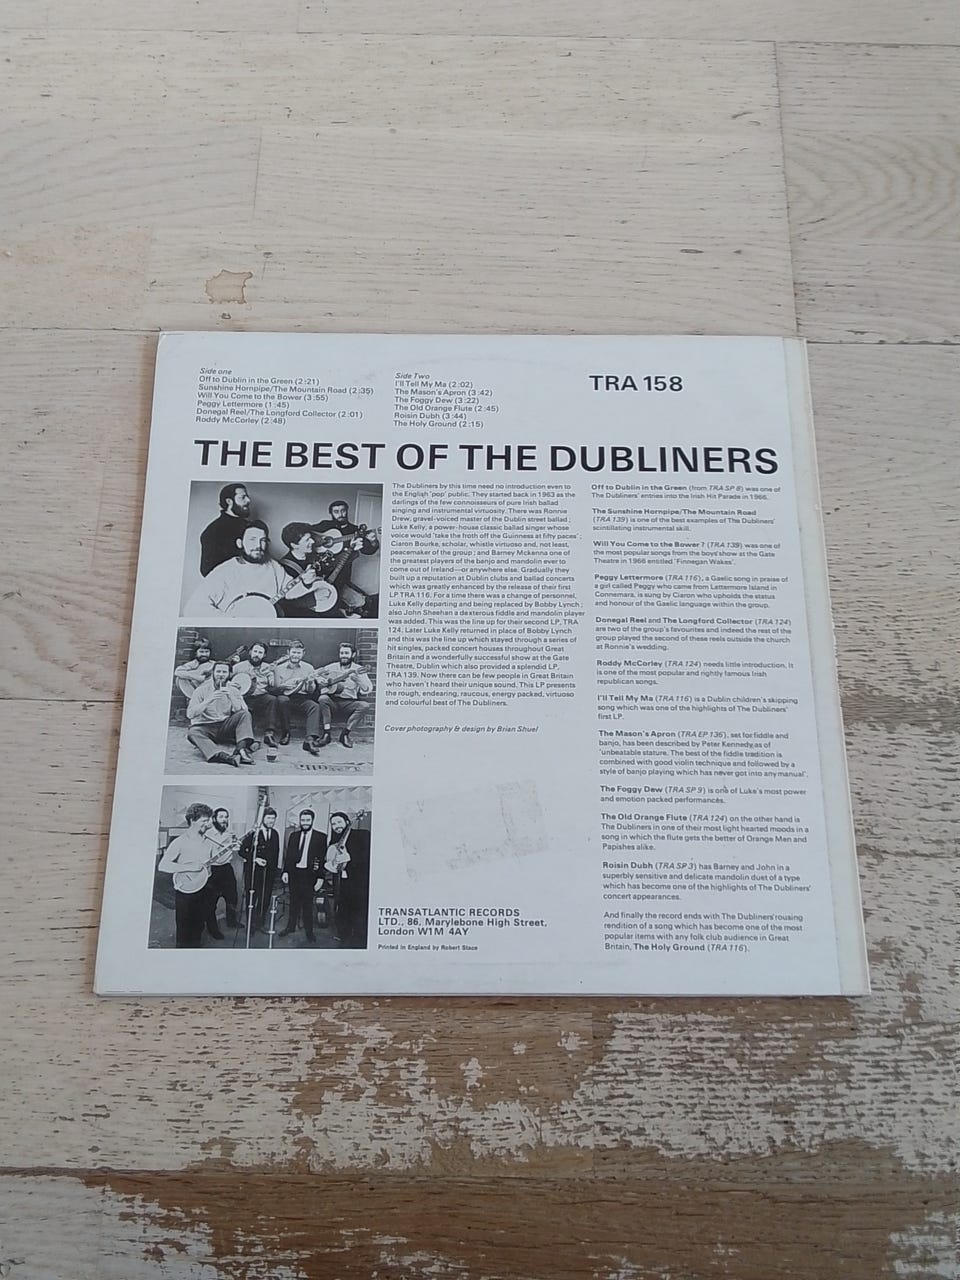 Side one
Off to Dublin in the Green (2:21)
Sunshine Hornpipe/The Mountain Road (2:35)
Will You Come to the Bower (3:55)
Peggy Lettermore (1:45)
Donegal Reel/The Longford Collector (2:01)
Roddy McCorley (2:48)
Side Two
I'll Tell My Ma (2:02)
The Mason's Apron (3:42)
The Foggy Dew (3:22)
The Old Orange Flute (2:45)
Roisin Dubh (3:44)
The Holy Ground (2:15)
TRA 158
THE BEST OF THE DUBLINERS
The Dubliners by this time need no introduction even to
the English 'pop' public. They started back in 1963 as the
darlings of the few connoisseurs of pure Irish ballad
singing and instrumental virtuosity. There was Ronnie
Drew, gravel-voiced master of the Dublin street ballad;
Luke Kelly, a power-house classic ballad singer whose
voice would 'take the froth off the Guinness at fifty paces';
Ciaron Bourke, scholar, whistle virtuoso and, not least,
peacemaker of the group; and Barney Mckenna one of
the greatest players of the banjo and mandolin ever to
come out of Ireland—or anywhere else. Gradually they
built up a reputation at Dublin clubs and ballad concerts
which was greatly enhanced by the release of their first
LP TRA 116. For a time there was a change of personnel,
Luke Kelly departing and being replaced by Bobby Lynch;
also John Sheehan a dexterous fiddle and mandolin player
was added. This was the line up for their second LP, TRA
124. Later Luke Kelly returned in place of Bobby Lynch
and this was the line up which stayed through a series of
hit singles, packed concert houses throughout Great
Britain and a wonderfully successful show at the Gate
Theatre, Dublin which also provided a splendid LP,
TRA 139. Now there can be few people in Great Britain
who haven't heard their unique sound. This LP presents
the rough, endearing, raucous, energy packed, virtuoso
and colourful best of The Dubliners.
Cover photography & design by Brian Shuel
TRANSATLANTIC RECORDS
LTD., 86, Marylebone High Street,
London W1M 4AY
Printed in England by Robert Stace
Off to Dublin in the Green (from TRA SP 8) was one of
The Dubliners' entries into the Irish Hit Parade in 1966.
The Sunshine Hornpipe/The Mountain Road
(TRA 139) is one of the best examples of The Dubliners'
scintillating instrumental skill.
Will You Come to the Bower? (TRA 139) was one of
the most popular songs from the boys' show at the Gate
Theatre in 1966 entitled 'Finnegan Wakes'.
Peggy Lettermore (TRA 116), a Gaelic song in praise of
a girl called Peggy who came from Lettermore Island in
Connemara, is sung by Ciaron who upholds the status
and honour of the Gaelic language within the group.
Donegal Reel and The Longford Collector (TRA 124)
are two of the group's favourites and indeed the rest of the
group played the second of these reels outside the church
at Ronnie's wedding.
Roddy McCorley (TRA 124) needs little introduction. It
is one of the most popular and rightly famous Irish
republican songs.
I'll Tell My Ma (TRA 116) is a Dublin children's skipping
song which was one of the highlights of The Dubliners'
first LP.
The Mason's Apron (TRA EP 136), set for fiddle and
banjo, has been described by Peter Kennedy as of
'unbeatable stature. The best of the fiddle tradition is
combined with good violin technique and followed by a
style of banjo playing which has never got into any manual'.
The Foggy Dew (TRA SP 9) is one of Luke's most power
and emotion packed performances.
The Old Orange Flute (TRA 124) on the other hand is
The Dubliners in one of their most light hearted moods in a
song in which the flute gets the better of Orange Men and
Papishes alike.
Roisin Dubh (TRA SP 3) has Barney and John in a
superbly sensitive and delicate mandolin duet of a type
which has become one of the highlights of The Dubliners'
concert appearances.
And finally the record ends with The Dubliners' rousing
rendition of a song which has become one of the most
popular items with any folk club audience in Great
Britain, The Holy Ground (TRA 116).